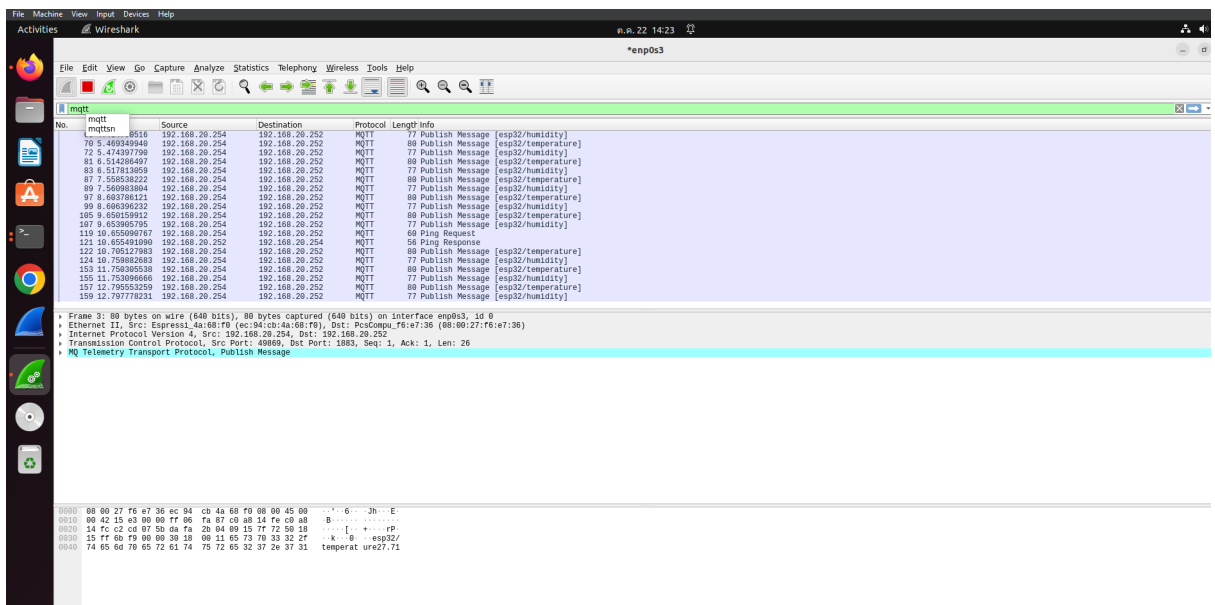 File Machine View Input Devices Help
Activities Wireshark ต.ค. 22 14:23
*enp0s3
File Edit View Go Capture Analyze Statistics Telephony Wireless Tools Help
mqtt
mqtt
mqttsn
No. Source Destination Protocol Length Info
192.168.20.254 192.168.20.252 MQTT 77 Publish Message [esp32/humidity]
70 5.469349940 192.168.20.254 192.168.20.252 MQTT 80 Publish Message [esp32/temperature]
72 5.474397790 192.168.20.254 192.168.20.252 MQTT 77 Publish Message [esp32/humidity]
81 6.514286497 192.168.20.254 192.168.20.252 MQTT 80 Publish Message [esp32/temperature]
83 6.517813059 192.168.20.254 192.168.20.252 MQTT 77 Publish Message [esp32/humidity]
87 7.558538222 192.168.20.254 192.168.20.252 MQTT 80 Publish Message [esp32/temperature]
89 7.560983804 192.168.20.254 192.168.20.252 MQTT 77 Publish Message [esp32/humidity]
97 8.603786121 192.168.20.254 192.168.20.252 MQTT 80 Publish Message [esp32/temperature]
99 8.606396232 192.168.20.254 192.168.20.252 MQTT 77 Publish Message [esp32/humidity]
105 9.650159912 192.168.20.254 192.168.20.252 MQTT 80 Publish Message [esp32/temperature]
107 9.653905795 192.168.20.254 192.168.20.252 MQTT 77 Publish Message [esp32/humidity]
119 10.655090767 192.168.20.254 192.168.20.252 MQTT 60 Ping Request
121 10.655491090 192.168.20.252 192.168.20.254 MQTT 56 Ping Response
122 10.705127983 192.168.20.254 192.168.20.252 MQTT 80 Publish Message [esp32/temperature]
124 10.759882683 192.168.20.254 192.168.20.252 MQTT 77 Publish Message [esp32/humidity]
153 11.750305538 192.168.20.254 192.168.20.252 MQTT 80 Publish Message [esp32/temperature]
155 11.753096666 192.168.20.254 192.168.20.252 MQTT 77 Publish Message [esp32/humidity]
157 12.795553259 192.168.20.254 192.168.20.252 MQTT 80 Publish Message [esp32/temperature]
159 12.797778231 192.168.20.254 192.168.20.252 MQTT 77 Publish Message [esp32/humidity]
Frame 3: 80 bytes on wire (640 bits), 80 bytes captured (640 bits) on interface enp0s3, id 0
Ethernet II, Src: Espressi_4a:68:f0 (ec:94:cb:4a:68:f0), Dst: PcsCompu_f6:e7:36 (08:00:27:f6:e7:36)
Internet Protocol Version 4, Src: 192.168.20.254, Dst: 192.168.20.252
Transmission Control Protocol, Src Port: 49869, Dst Port: 1883, Seq: 1, Ack: 1, Len: 26
MQ Telemetry Transport Protocol, Publish Message
0000 08 00 27 f6 e7 36 ec 94 cb 4a 68 f0 08 00 45 00 ··'··6·· ·Jh···E·
0010 00 42 15 e3 00 00 ff 06 fa 87 c0 a8 14 fe c0 a8 ·B······ ········
0020 14 fc c2 cd 07 5b da fa 2b 04 09 15 7f 72 50 18 ·····[·· +····rP·
0030 15 ff 6b f9 00 00 30 18 00 11 65 73 70 33 32 2f ··k···0· ··esp32/
0040 74 65 6d 70 65 72 61 74 75 72 65 32 37 2e 37 31 temperat ure27.71